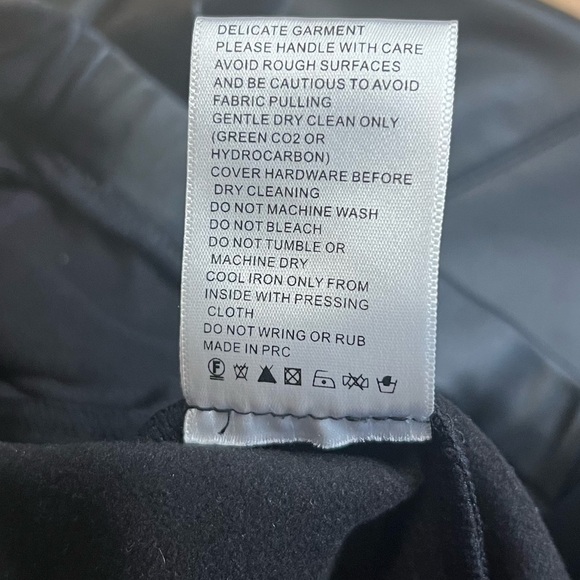 DELICATE GARMENT
PLEASE HANDLE WITH CARE
AVOID ROUGH SURFACES
AND BE CAUTIOUS TO AVOID
FABRIC PULLING
GENTLE DRY CLEAN ONLY
(GREEN CO2 OR
HYDROCARBON)
COVER HARDWARE BEFORE
DRY CLEANING
DO NOT MACHINE WASH
DO NOT BLEACH
DO NOT TUMBLE OR
MACHINE DRY
COOL IRON ONLY FROM
INSIDE WITH PRESSING
CLOTH
DO NOT WRING OR RUB
MADE IN PRC
F